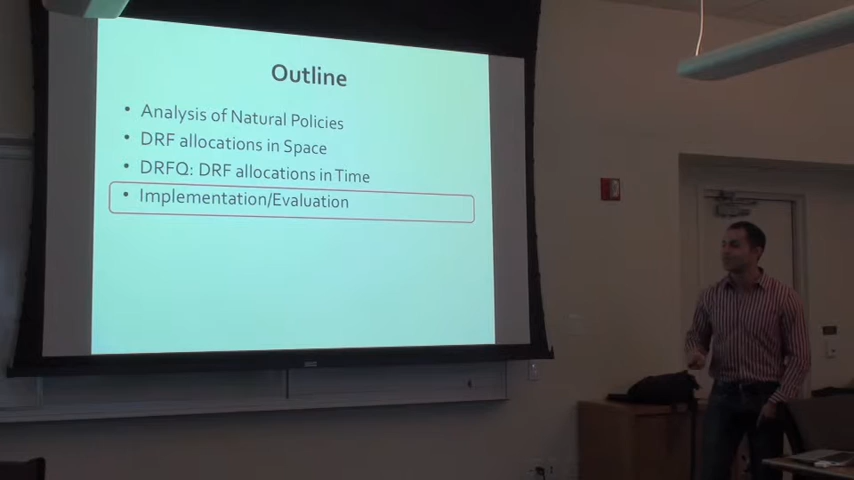 Outline
• Analysis of Natural Policies
• DRF allocations in Space
• DRFQ: DRF allocations in Time
• Implementation/Evaluation